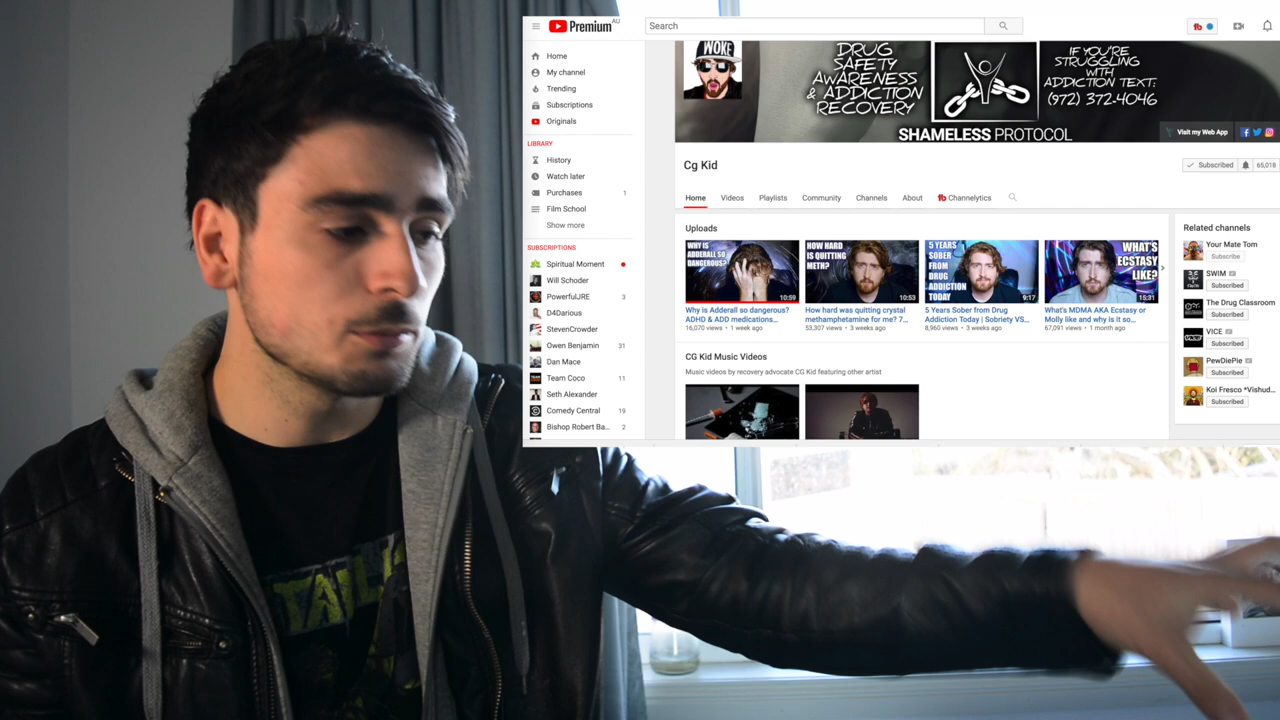 Premium AU
Search
Home
My channel
Trending
Subscriptions
Originals
LIBRARY
History
Watch later
Purchases 1
Film School
Show more
SUBSCRIPTIONS
Spiritual Moment
Will Schoder
PowerfulJRE 3
D4Darious
StevenCrowder
Owen Benjamin 31
Dan Mace
Team Coco 11
Seth Alexander
Comedy Central 19
Bishop Robert Ba... 2
WOKE
DRUG
SAFETY
AWARENESS
& ADDICTION
RECOVERY
IF YOU'RE
STRUGGLING
WITH
ADDICTION TEXT:
(972) 372.4046
SHAMELESS PROTOCOL
Visit my Web App
Cg Kid
Subscribed 65,018
Home Videos Playlists Community Channels About Channelytics
Uploads
WHY IS
ADDERALL SO
DANGEROUS?
10:59
Why is Adderall so dangerous?
ADHD & ADD medications...
16,070 views • 1 week ago
HOW HARD
IS QUITTING
METH?
10:53
How hard was quitting crystal
methamphetamine for me? 7...
53,307 views • 3 weeks ago
5 YEARS
SOBER
FROM
DRUG
ADDICTION
TODAY
9:17
5 Years Sober from Drug
Addiction Today | Sobriety VS...
8,960 views • 3 weeks ago
WHAT'S
ECSTASY
LIKE?
15:31
What's MDMA AKA Ecstasy or
Molly like and why is it so...
67,091 views • 1 month ago
CG Kid Music Videos
Music videos by recovery advocate CG Kid featuring other artist
Related channels
Your Mate Tom
Subscribe
SWIM
Subscribed
The Drug Classroom
Subscribed
VICE
Subscribed
PewDiePie
Subscribed
Koi Fresco *Vishud...
Subscribed